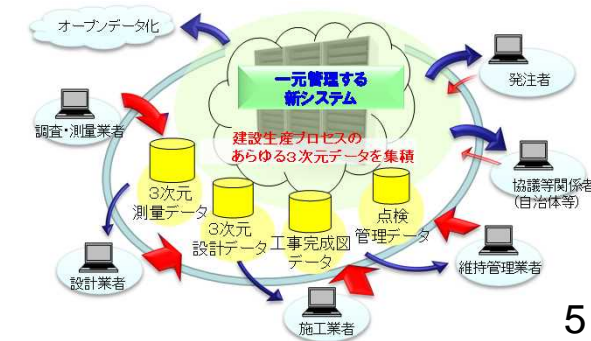 オープンデータ化
一元管理する
新システム
発注者
調査・測量業者
建設生産プロセスの
あらゆる3次元データを集積
協議等関係者
(自治体等)
3次元
測量データ
3次元
設計データ
工事完成図
データ
点検
管理データ
設計業者
維持管理業者
施工業者
5